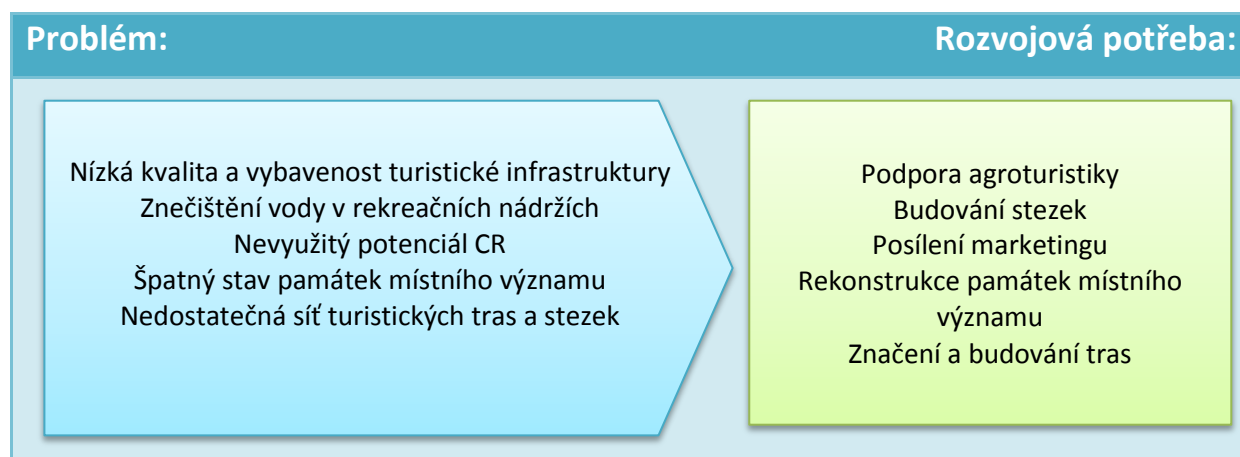 Problém:
Rozvojová potřeba:
Nízká kvalita a vybavenost turistické infrastruktury
Znečištění vody v rekreačních nádržích
Nevyužitý potenciál CR
Špatný stav památek místního významu
Nedostatečná síť turistických tras a stezek
Podpora agroturistiky
Budování stezek
Posílení marketingu
Rekonstrukce památek místního
významu
Značení a budování tras